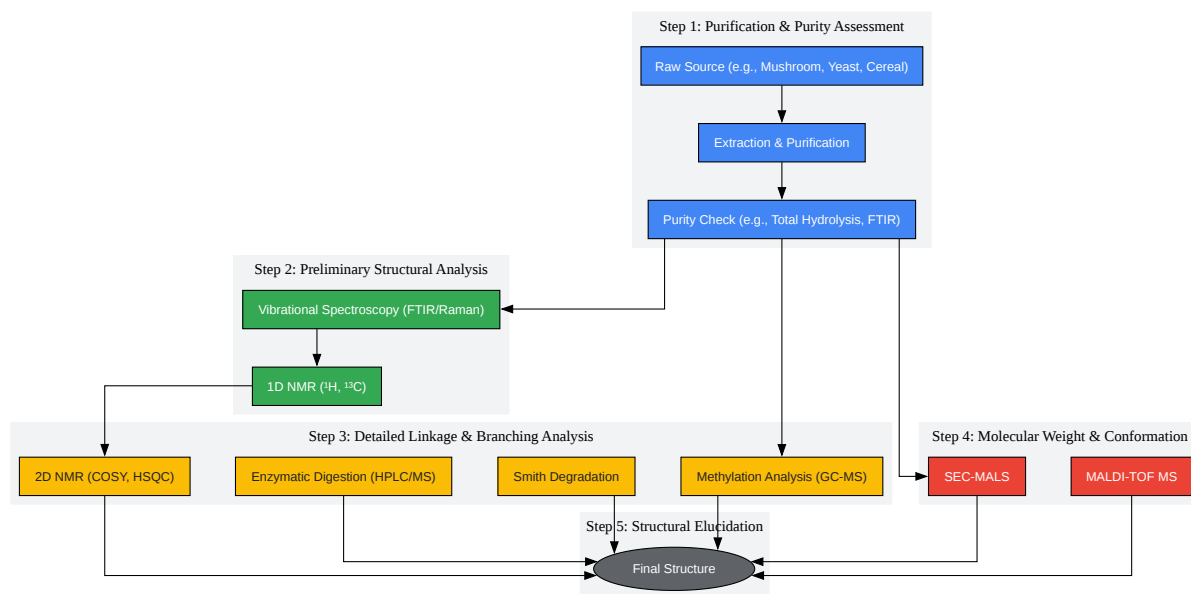 Step 1: Purification & Purity Assessment
Raw Source (e.g., Mushroom, Yeast, Cereal)
Extraction & Purification
Purity Check (e.g., Total Hydrolysis, FTIR)
Step 2: Preliminary Structural Analysis
Vibrational Spectroscopy (FTIR/Raman)
1D NMR (¹H, ¹³C)
Step 3: Detailed Linkage & Branching Analysis
2D NMR (COSY, HSQC)
Enzymatic Digestion (HPLC/MS)
Smith Degradation
Methylation Analysis (GC-MS)
Step 4: Molecular Weight & Conformation
SEC-MALS
MALDI-TOF MS
Step 5: Structural Elucidation
Final Structure